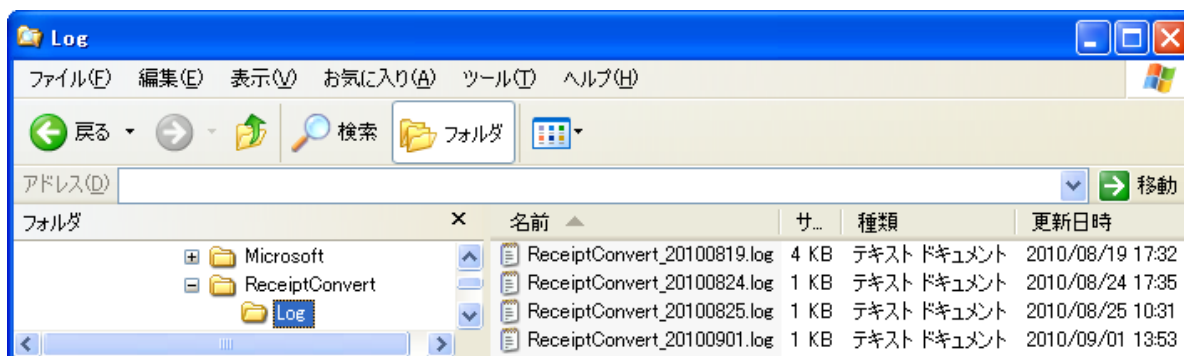 Log
ファイル(F) 編集(E) 表示(V) お気に入り(A) ツール(T) ヘルプ(H)
戻る 検索 フォルダ
アドレス(D) 移動
フォルダ × 名前 サ... 種類 更新日時
Microsoft ReceiptConvert_20100819.log 4 KB テキスト ドキュメント 2010/08/19 17:32
ReceiptConvert ReceiptConvert_20100824.log 1 KB テキスト ドキュメント 2010/08/24 17:35
Log ReceiptConvert_20100825.log 1 KB テキスト ドキュメント 2010/08/25 10:31
ReceiptConvert_20100901.log 1 KB テキスト ドキュメント 2010/09/01 13:53